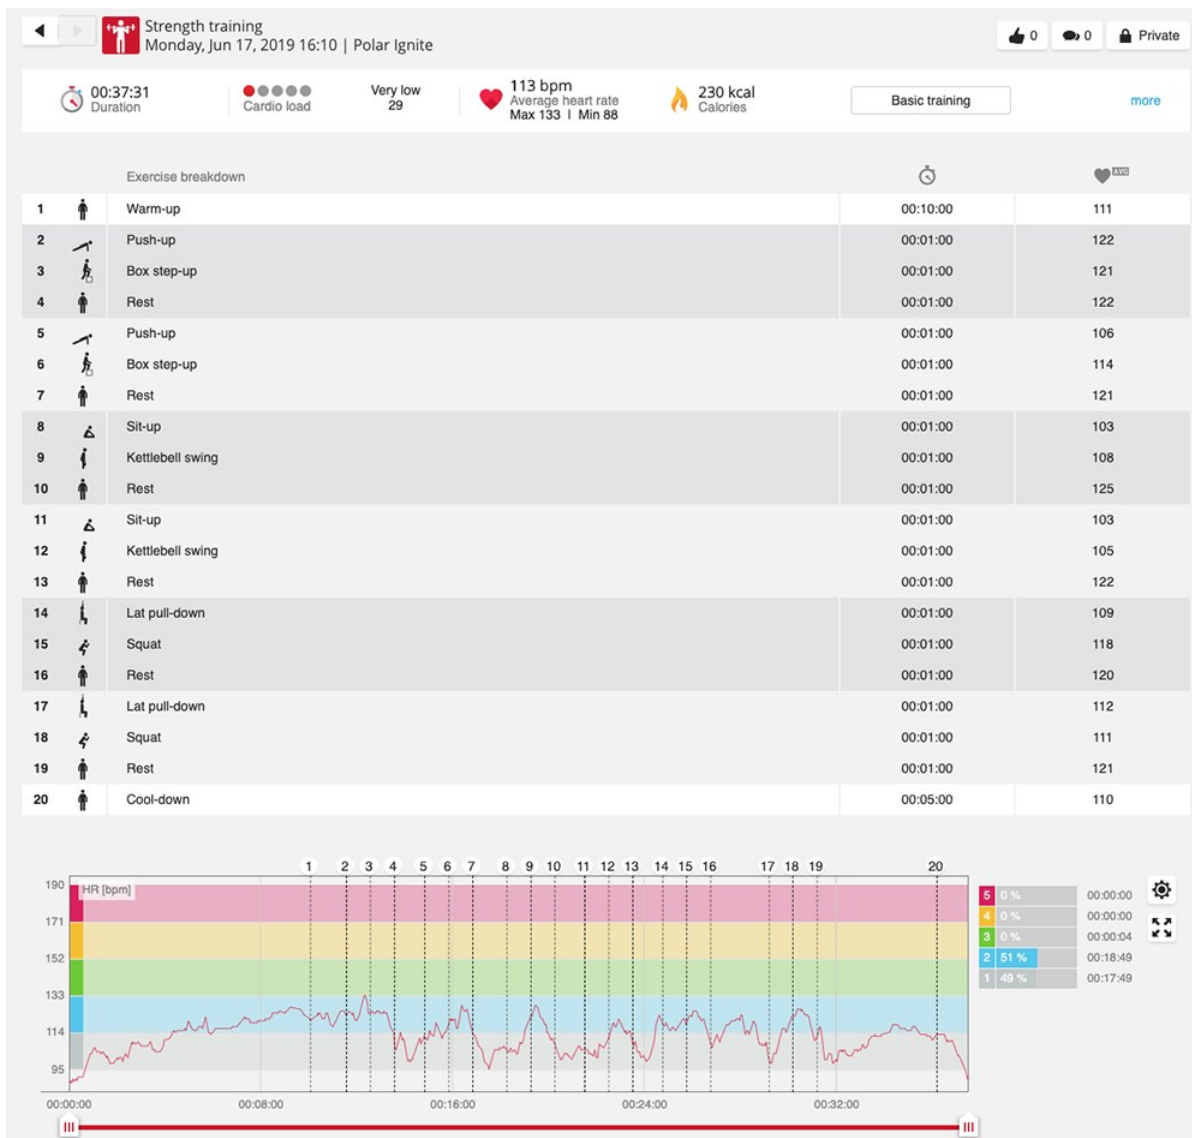 Strength training
Monday, Jun 17, 2019 16:10 | Polar Ignite
0 0 Private
00:37:31
Duration
Cardio load
Very low
29
113 bpm
Average heart rate
Max 133 | Min 88
230 kcal
Calories
Basic training
more
Exercise breakdown AVG
1 Warm-up 00:10:00 111
2 Push-up 00:01:00 122
3 Box step-up 00:01:00 121
4 Rest 00:01:00 122
5 Push-up 00:01:00 106
6 Box step-up 00:01:00 114
7 Rest 00:01:00 121
8 Sit-up 00:01:00 103
9 Kettlebell swing 00:01:00 108
10 Rest 00:01:00 125
11 Sit-up 00:01:00 103
12 Kettlebell swing 00:01:00 105
13 Rest 00:01:00 122
14 Lat pull-down 00:01:00 109
15 Squat 00:01:00 118
16 Rest 00:01:00 120
17 Lat pull-down 00:01:00 112
18 Squat 00:01:00 111
19 Rest 00:01:00 121
20 Cool-down 00:05:00 110
1 2 3 4 5 6 7 8 9 10 11 12 13 14 15 16 17 18 19 20
HR [bpm]
190
171
152
133
114
95
00:00:00 00:08:00 00:16:00 00:24:00 00:32:00
5 0 % 00:00:00
4 0 % 00:00:00
3 0 % 00:00:04
2 51 % 00:18:49
1 49 % 00:17:49